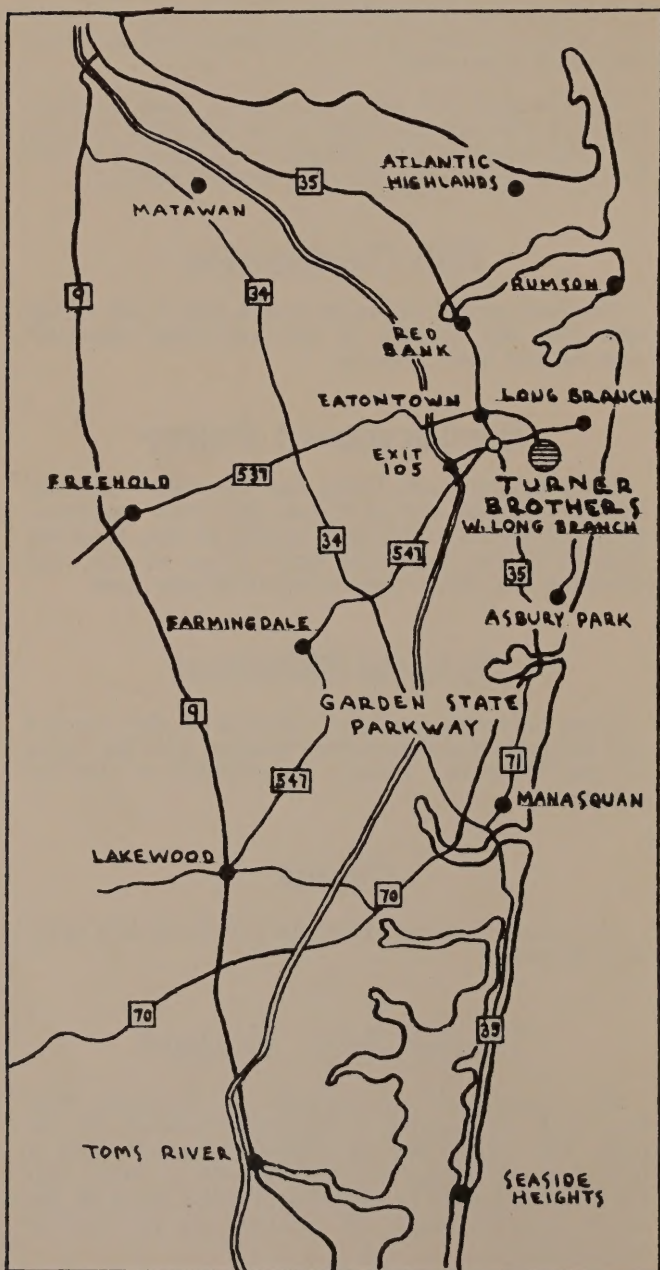 35
ATLANTIC
HIGHLANDS
MATAWAN
9
34
RUMSON
RED
BANK
EATONTOWN
LONG BRANCH
EXIT
105
537
FREEHOLD
TURNER
BROTHERS
W. LONG BRANCH
34
547
35
ASBURY PARK
FARMINGDALE
GARDEN STATE
PARKWAY
9
71
547
MANASQUAN
LAKEWOOD
70
70
35
TOMS RIVER
SEASIDE
HEIGHTS